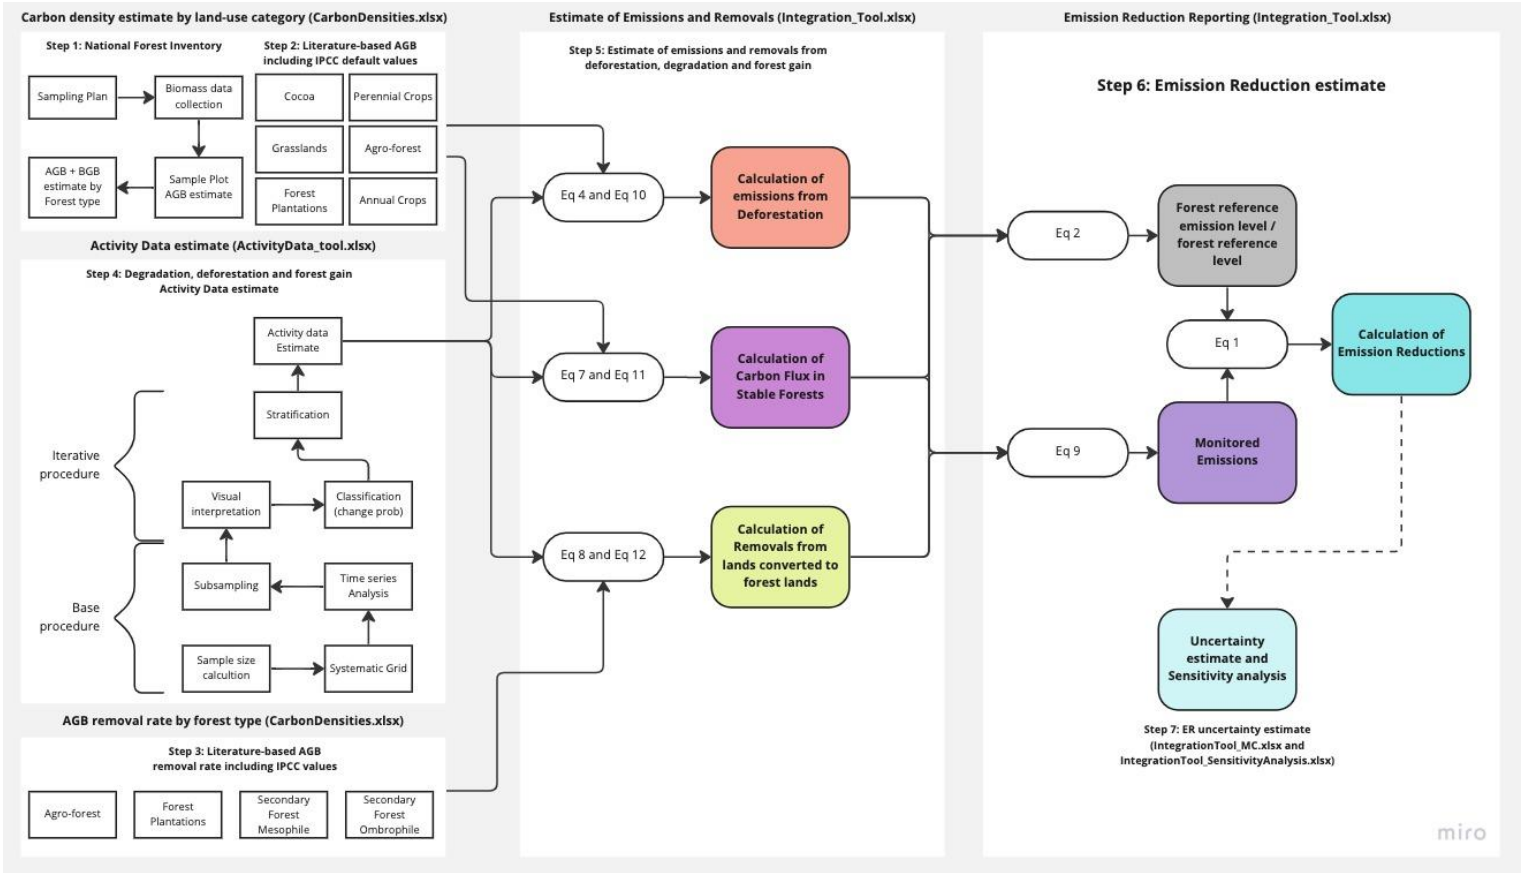 Carbon density estimate by land-use category (CarbonDensities.xlsx)
Step 1: National Forest Inventory
Sampling Plan
Biomass data
collection
AGB + BGB
estimate by
Forest type
Sample Plot
AGB estimate
Step 2: Literature-based AGB
including IPCC default values
Cocoa
Perennial Crops
Grasslands
Agro-forest
Forest
Plantations
Annual Crops
Activity Data estimate (ActivityData_tool.xlsx)
Step 4: Degradation, deforestation and forest gain
Activity Data estimate
Activity data
Estimate
Stratification
Iterative
procedure
Visual
interpretation
Classification
(change prob)
Subsampling
Time series
Analysis
Base
procedure
Sample size
calcultion
Systematic Grid
AGB removal rate by forest type (CarbonDensities.xlsx)
Step 3: Literature-based AGB
removal rate including IPCC values
Agro-forest
Forest
Plantations
Secondary
Forest
Mesophile
Secondary
Forest
Ombrophile
Estimate of Emissions and Removals (Integration_Tool.xlsx)
Step 5: Estimate of emissions and removals from
deforestation, degradation and forest gain
Eq 4 and Eq 10
Calculation of
emissions from
Deforestation
Eq 7 and Eq 11
Calculation of
Carbon Flux in
Stable Forests
Eq 8 and Eq 12
Calculation of
Removals from
lands converted to
forest lands
Emission Reduction Reporting (Integration_Tool.xlsx)
Step 6: Emission Reduction estimate
Eq 2
Forest reference
emission level /
forest reference
level
Eq 1
Calculation of
Emission Reductions
Eq 9
Monitored
Emissions
Uncertainty
estimate and
Sensitivity analysis
Step 7: ER uncertainty estimate
(IntegrationTool_MC.xlsx and
IntegrationTool_SensitivityAnalysis.xlsx)
miro